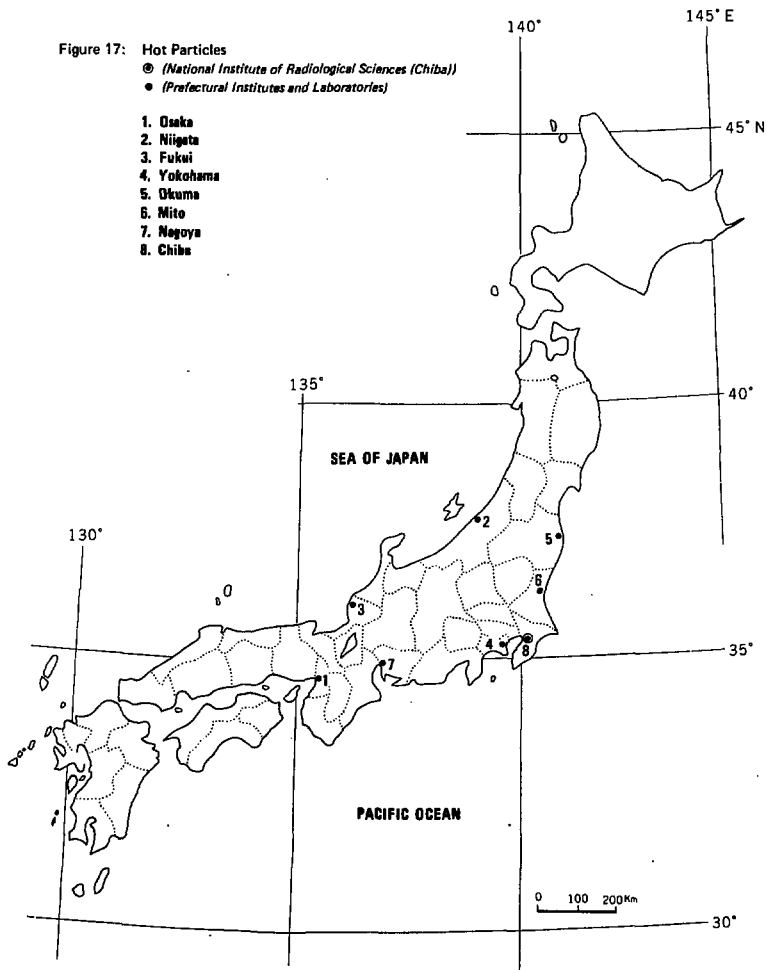 Figure 17: Hot Particles
(National Institute of Radiological Sciences (Chiba))
(Prefectural Institutes and Laboratories)
1. Osaka
2. Niigata
3. Fukui
4. Yokohama
5. Okuma
6. Mito
7. Nagoya
8. Chiba
140°
145° E
45° N
135°
40°
SEA OF JAPAN
130°
2
5
6
3
4
8
35°
7
1
PACIFIC OCEAN
0 100 200Km
30°